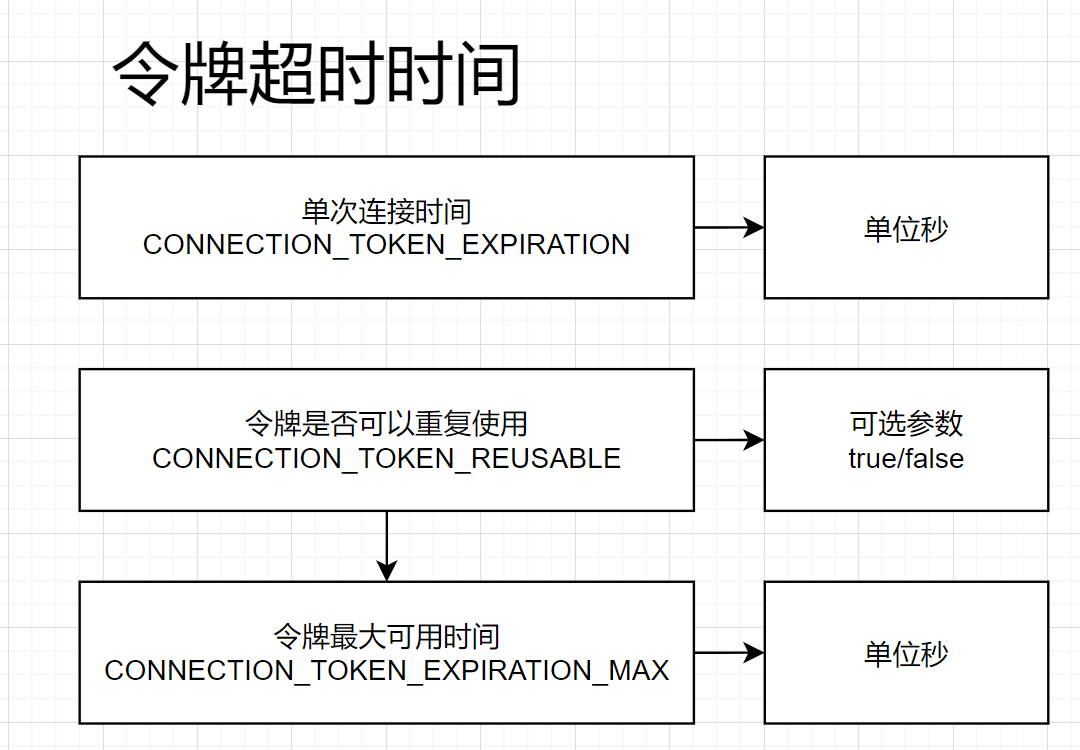 令牌超时时间
单次连接时间
CONNECTION_TOKEN_EXPIRATION
单位秒
令牌是否可以重复使用
CONNECTION_TOKEN_REUSABLE
可选参数
true/false
令牌最大可用时间
CONNECTION_TOKEN_EXPIRATION_MAX
单位秒